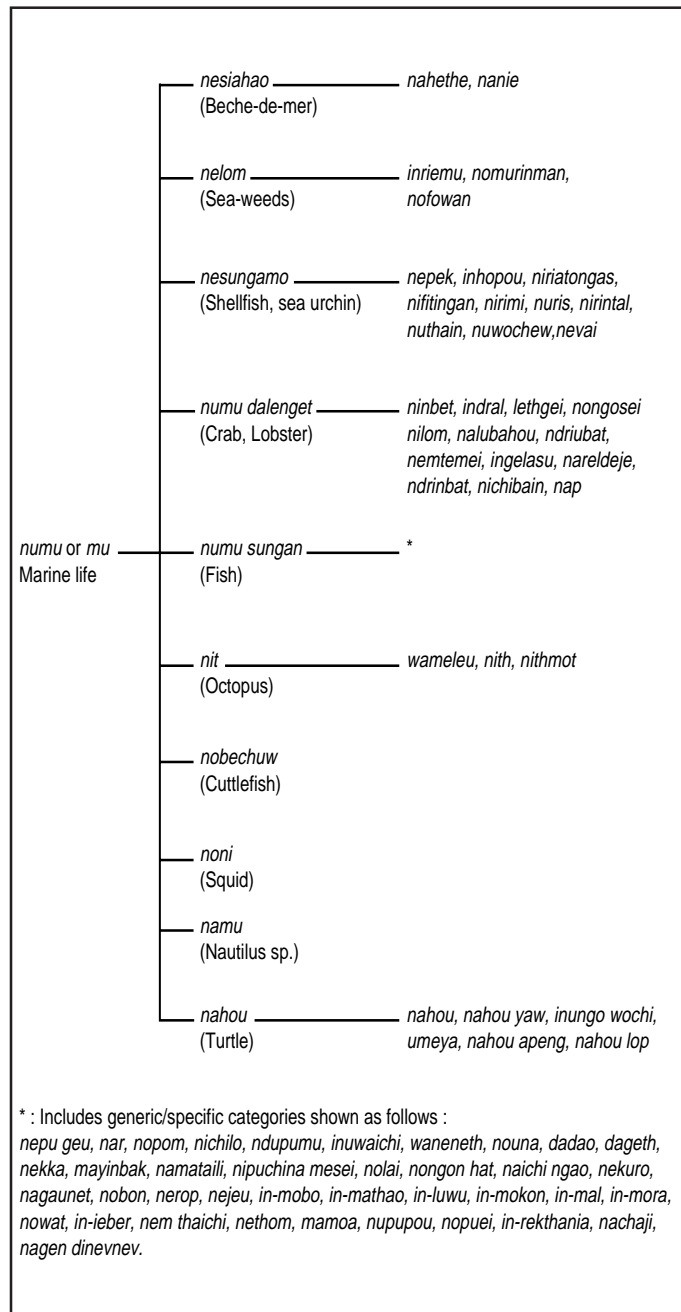 nesiahao nahethe, nanie
(Beche-de-mer)
nelom inriemu, nomurinman,
(Sea-weeds) nofowan
nesungamo nepek, inhopou, niriatongas,
(Shellfish, sea urchin) nifitingan, nirimi, nuris, nirintal,
nuthain, nuwochew,nevai
numu dalenget ninbet, indral, lethgei, nongosei
(Crab, Lobster) nilom, nalubahou, ndriubat,
nemtemei, ingelasu, nareldeje,
ndrinbat, nichibain, nap
numu or mu numu sungan *
Marine life (Fish)
nit wameleu, nith, nithmot
(Octopus)
nobechuw
(Cuttlefish)
noni
(Squid)
namu
(Nautilus sp.)
nahou nahou, nahou yaw, inungo wochi,
(Turtle) umeya, nahou apeng, nahou lop
* : Includes generic/specific categories shown as follows :
nepu geu, nar, nopom, nichilo, ndupumu, inuwaichi, waneneth, nouna, dadao, dageth,
nekka, mayinbak, namataili, nipuchina mesei, nolai, nongon hat, naichi ngao, nekuro,
nagaunet, nobon, nerop, nejeu, in-mobo, in-mathao, in-luwu, in-mokon, in-mal, in-mora,
nowat, in-ieber, nem thaichi, nethom, mamoa, nupupou, nopuei, in-rekthania, nachaji,
nagen dinevnev.